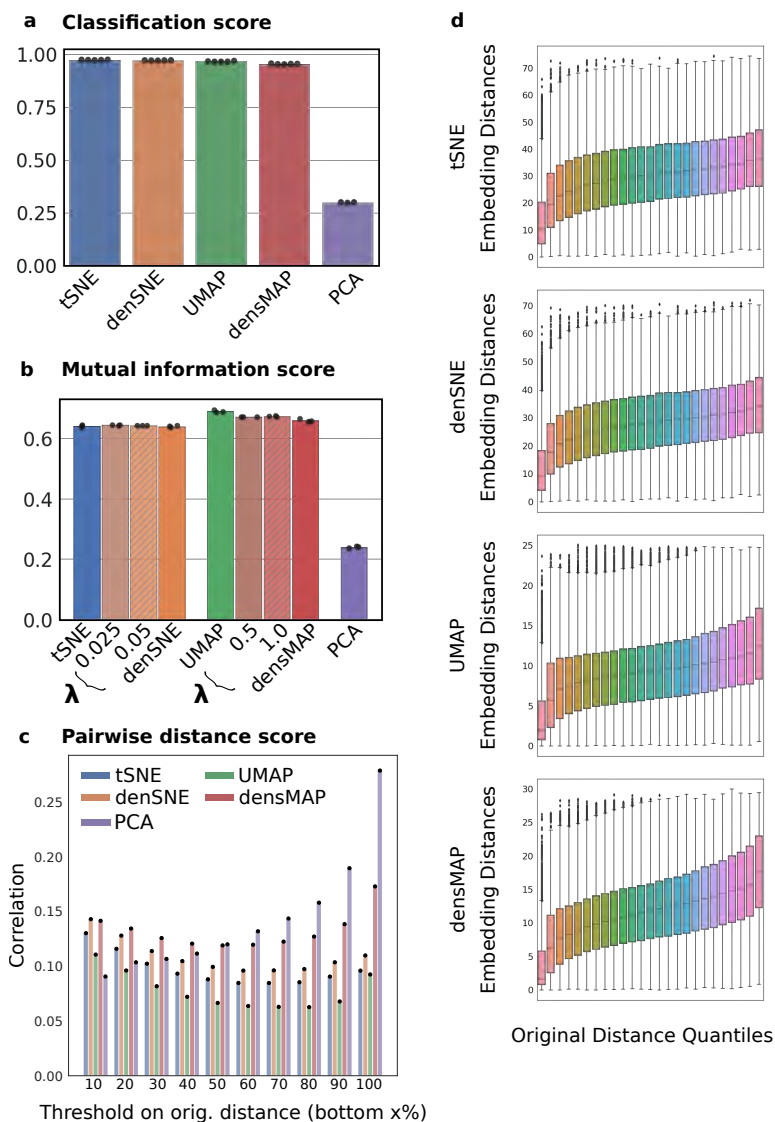 a Classification score
1.00
0.75
0.50
0.25
0.00
tSNE
denSNE
UMAP
densMAP
PCA
b Mutual information score
0.6
0.4
0.2
0.0
tSNE
0.025
0.05
denSNE
UMAP
0.5
1.0
densMAP
PCA
λ
λ
c Pairwise distance score
tSNE
UMAP
denSNE
densMAP
PCA
Correlation
0.25
0.20
0.15
0.10
0.05
0.00
10 20 30 40 50 60 70 80 90 100
Threshold on orig. distance (bottom x%)
d
tSNE
Embedding Distances
70
60
50
40
30
20
10
0
denSNE
Embedding Distances
70
60
50
40
30
20
10
0
UMAP
Embedding Distances
25
20
15
10
5
0
densMAP
Embedding Distances
30
25
20
15
10
5
0
Original Distance Quantiles